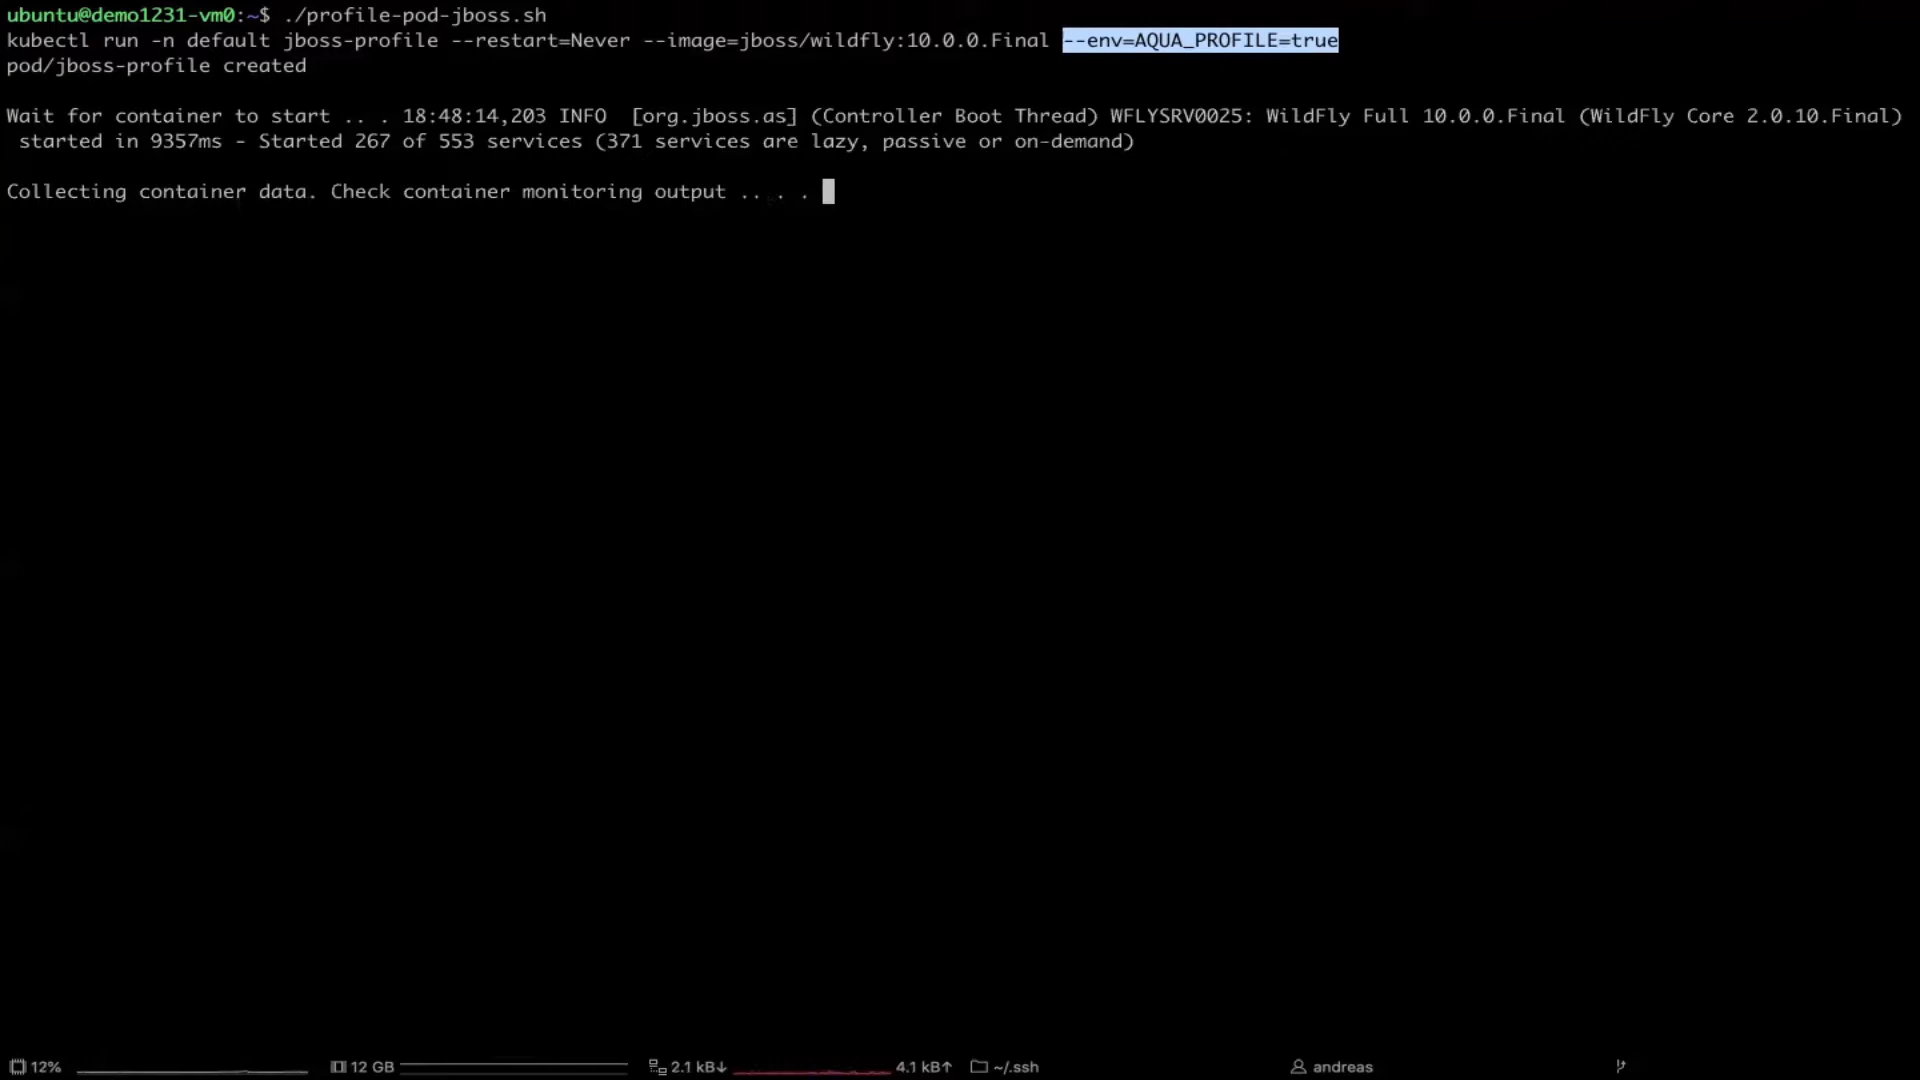 ubuntu@demo1231-vm0:~$ ./profile-pod-jboss.sh
kubectl run -n default jboss-profile --restart=Never --image=jboss/wildfly:10.0.0.Final --env=AQUA_PROFILE=true
pod/jboss-profile created
Wait for container to start .. . 18:48:14,203 INFO  [org.jboss.as] (Controller Boot Thread) WFLYSRV0025: WildFly Full 10.0.0.Final (WildFly Core 2.0.10.Final)
started in 9357ms - Started 267 of 553 services (371 services are lazy, passive or on-demand)
Collecting container data. Check container monitoring output .. . .
12% 12 GB 2.1 kB↓ 4.1 kB↑ ~/.ssh andreas